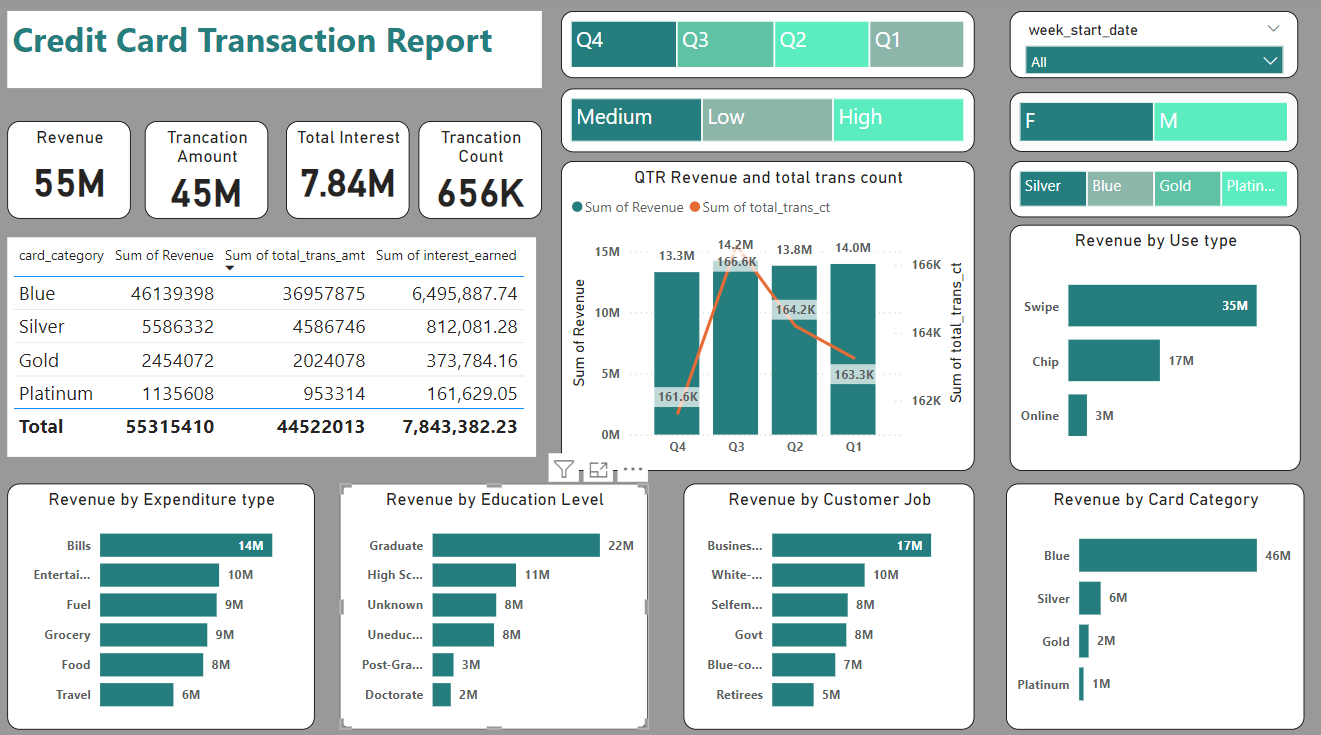 Credit Card Transaction Report
Q4 Q3 Q2 Q1
week_start_date
All
Medium Low High
F M
Silver Blue Gold Platin...
Revenue
55M
Trancation
Amount
45M
Total Interest
7.84M
Trancation
Count
656K
card_category Sum of Revenue Sum of total_trans_amt Sum of interest_earned
Blue 46139398 36957875 6,495,887.74
Silver 5586332 4586746 812,081.28
Gold 2454072 2024078 373,784.16
Platinum 1135608 953314 161,629.05
Total 55315410 44522013 7,843,382.23
QTR Revenue and total trans count
Sum of Revenue Sum of total_trans_ct
Sum of Revenue
15M
10M
5M
0M
13.3M 14.2M 13.8M 14.0M
161.6K 166.6K 164.2K 163.3K
Q4 Q3 Q2 Q1
166K
164K
162K
Sum of total_trans_ct
Revenue by Use type
Swipe 35M
Chip 17M
Online 3M
Revenue by Expenditure type
Bills 14M
Entertai... 10M
Fuel 9M
Grocery 9M
Food 8M
Travel 6M
Revenue by Education Level
Graduate 22M
High Sc... 11M
Unknown 8M
Uneduc... 8M
Post-Gra... 3M
Doctorate 2M
Revenue by Customer Job
Busines... 17M
White-... 10M
Selfem... 8M
Govt 8M
Blue-co... 7M
Retirees 5M
Revenue by Card Category
Blue 46M
Silver 6M
Gold 2M
Platinum 1M